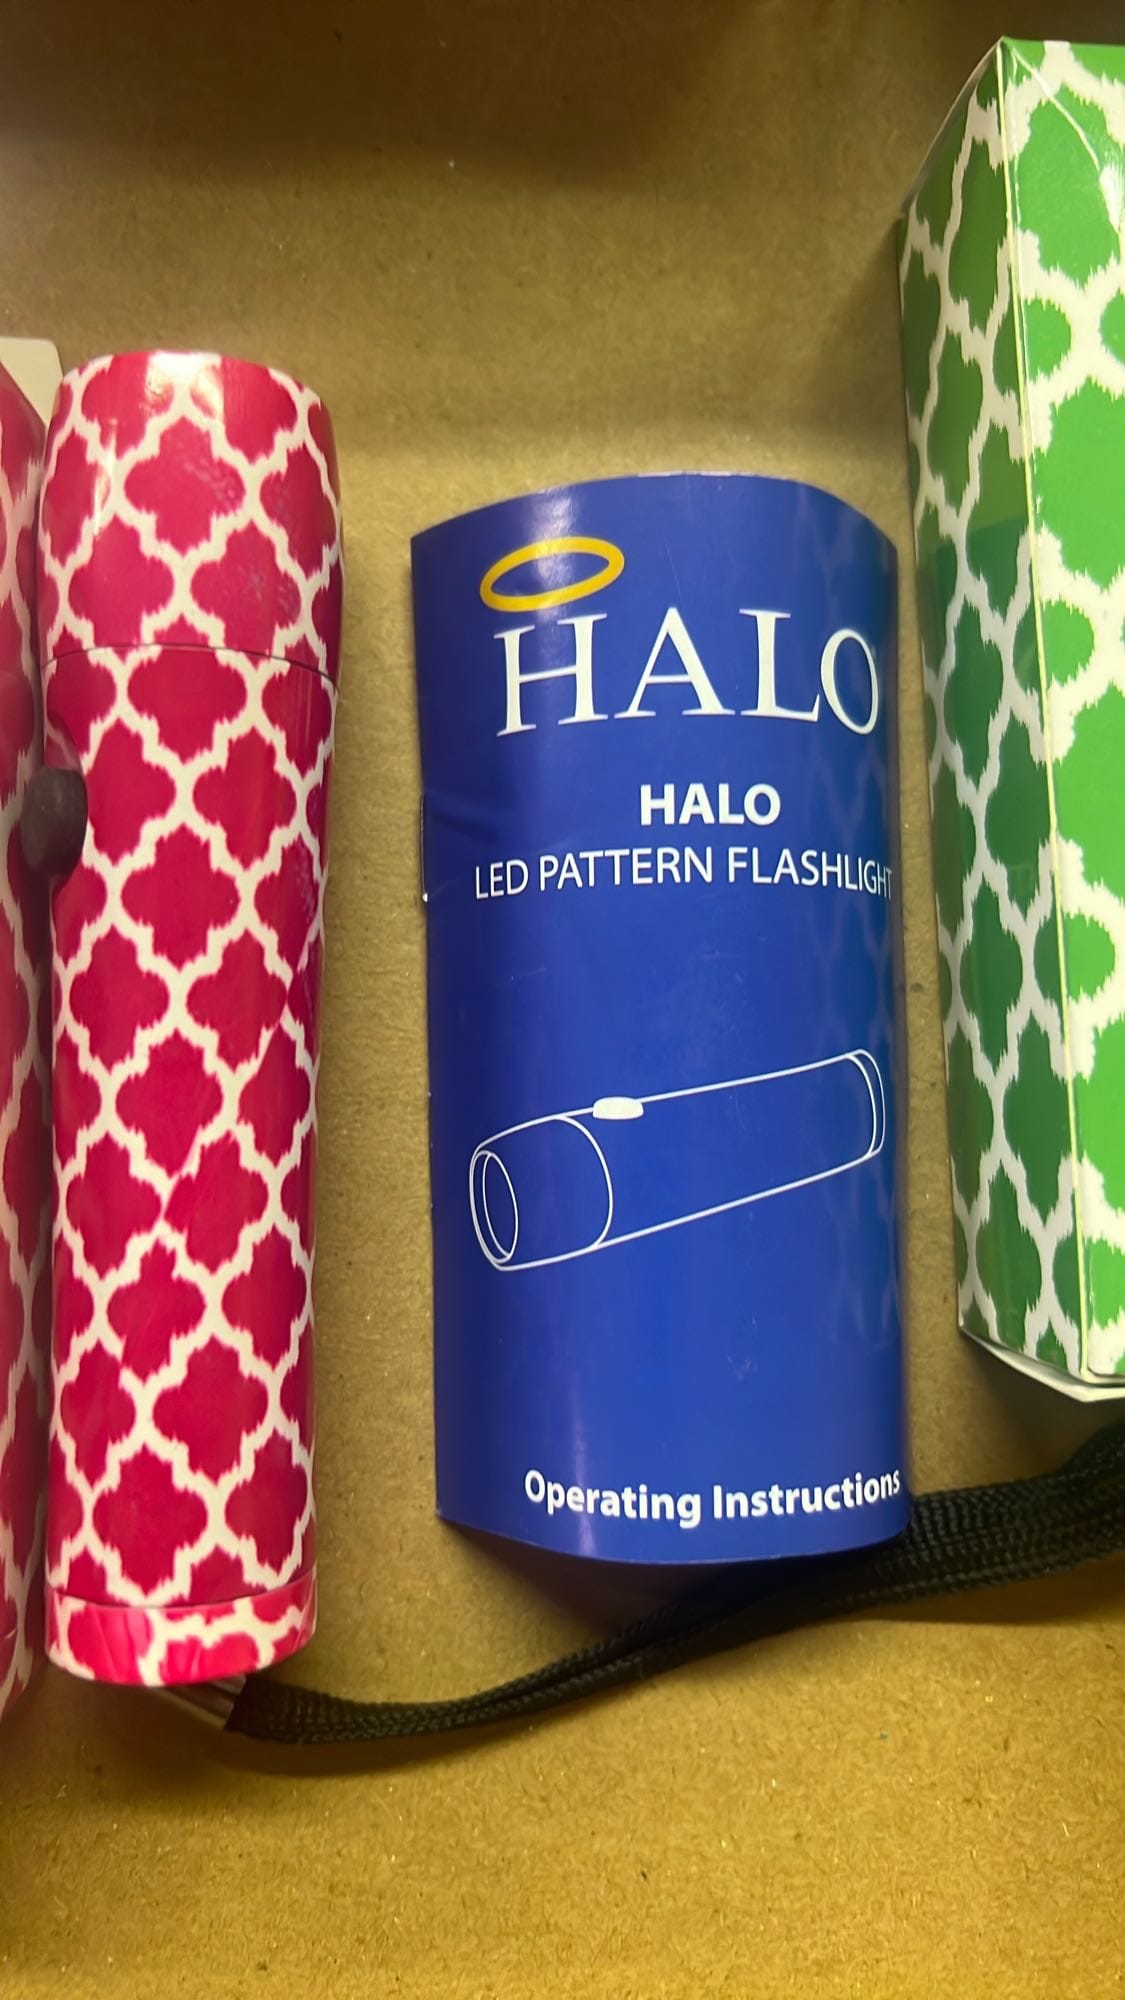 HALO
HALO
LED PATTERN FLASHLIGHT
Operating Instructions